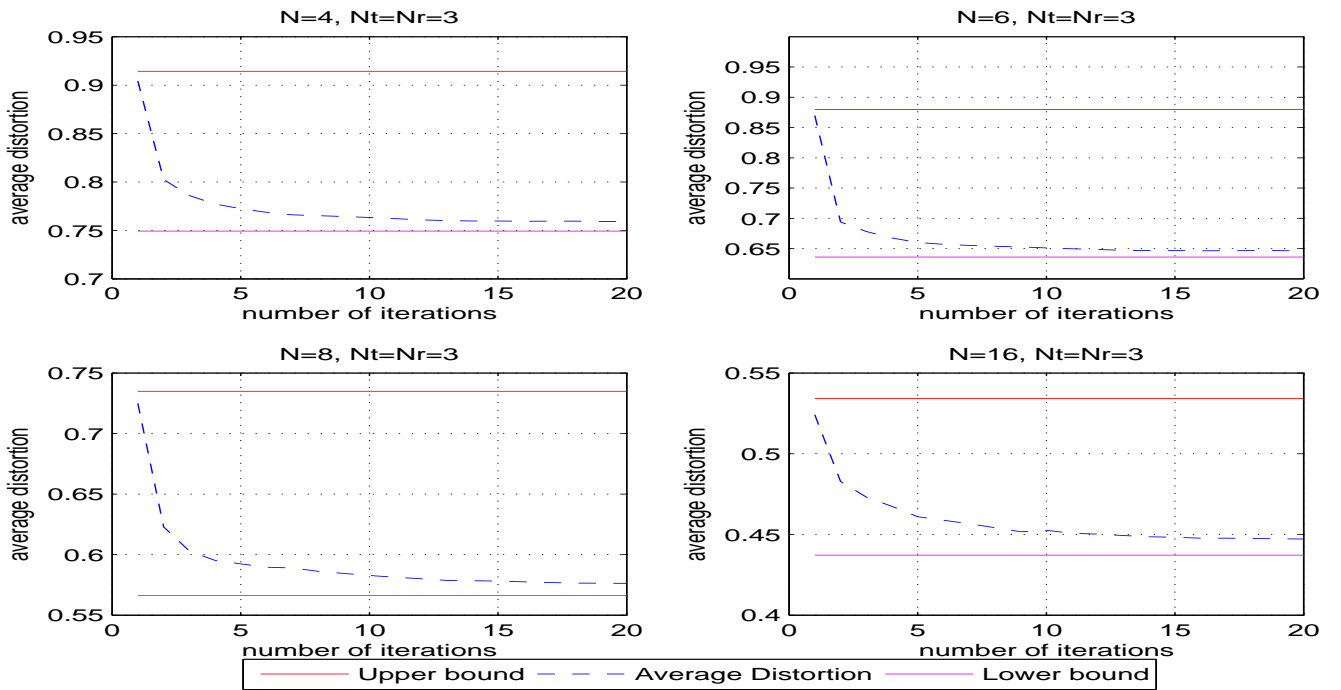 N=4, Nt=Nr=3
average distortion
0.95
0.9
0.85
0.8
0.75
0.7
0 5 10 15 20
number of iterations
N=6, Nt=Nr=3
average distortion
0.95
0.9
0.85
0.8
0.75
0.7
0.65
0 5 10 15 20
number of iterations
N=8, Nt=Nr=3
average distortion
0.75
0.7
0.65
0.6
0.55
0 5 10 15 20
number of iterations
N=16, Nt=Nr=3
average distortion
0.55
0.5
0.45
0.4
0 5 10 15 20
number of iterations
Upper bound Average Distortion Lower bound